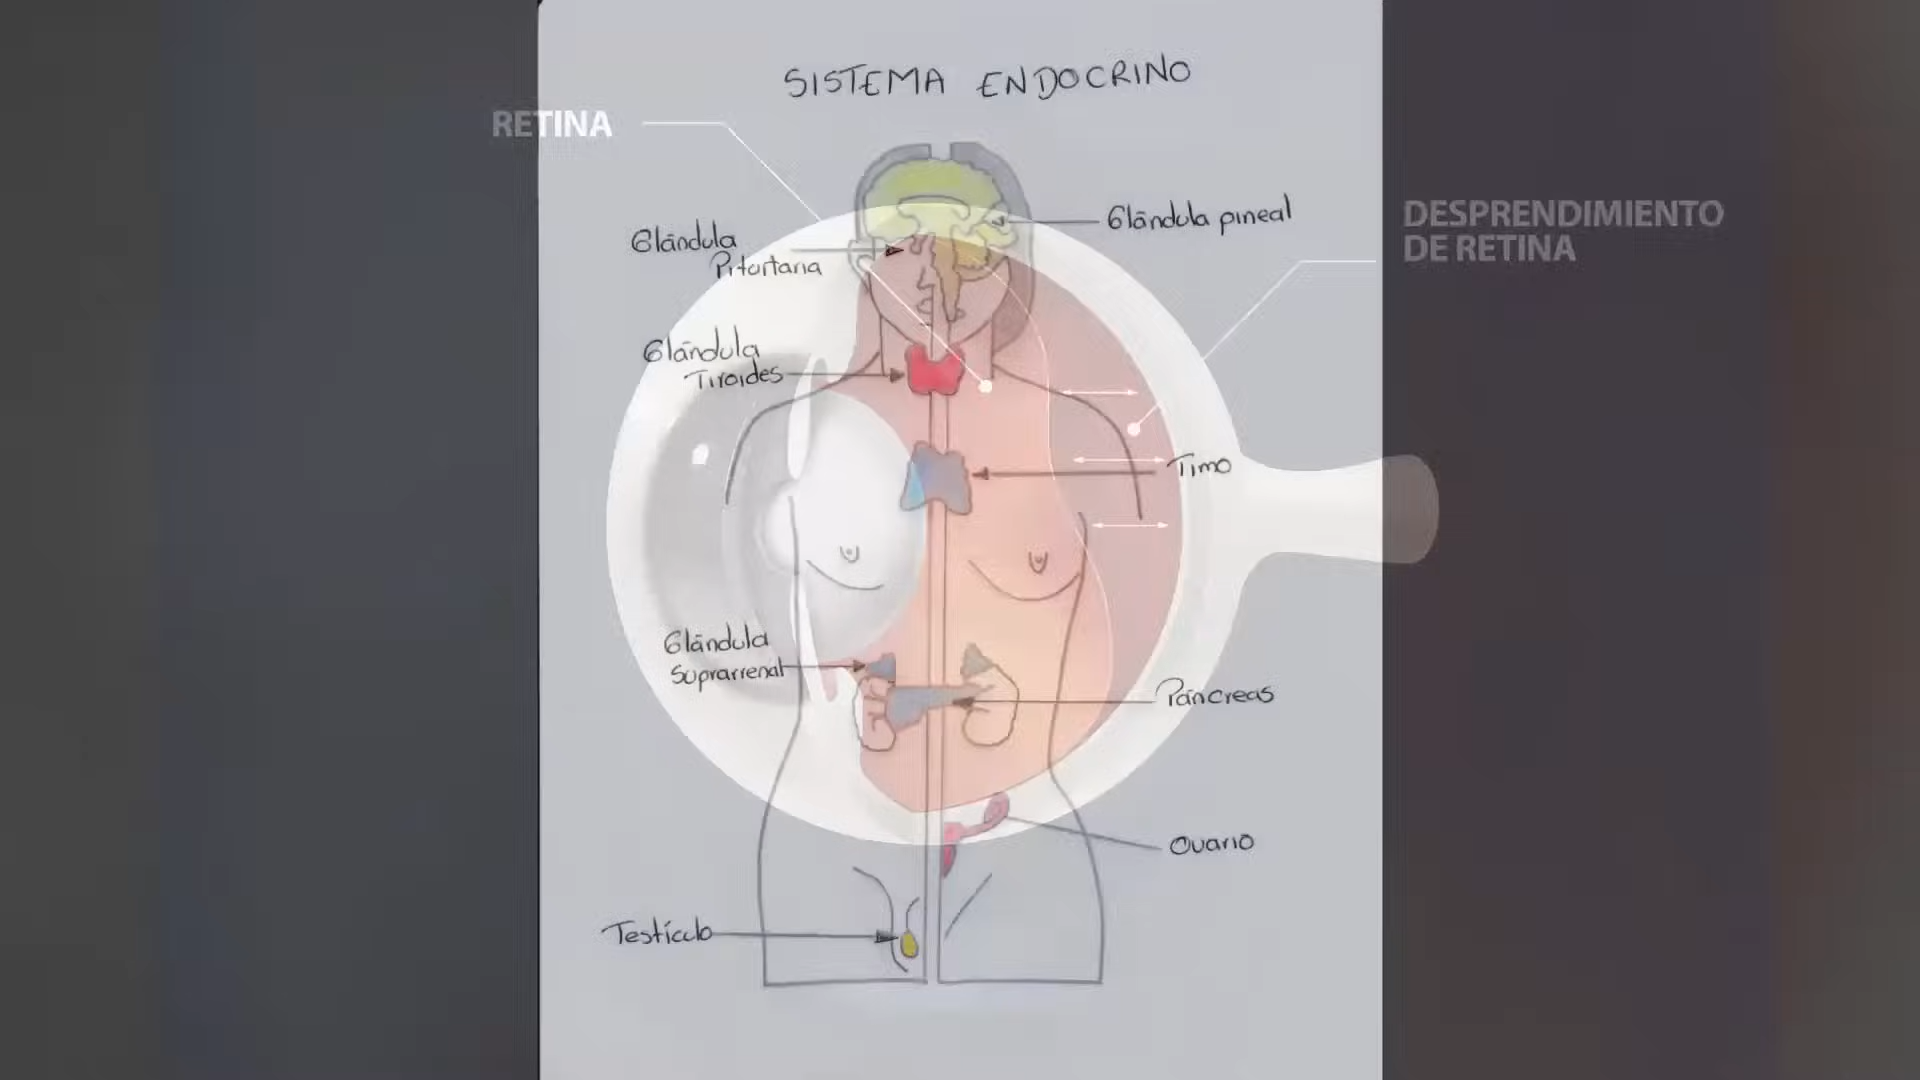 SISTEMA ENDOCRINO
RETINA
Glándula pineal
DESPRENDIMIENTO
DE RETINA
Glándula
Pituitaria
Glándula
Tiroides
Timo
Glándula
Suprarrenal
Páncreas
Ovario
Testículo